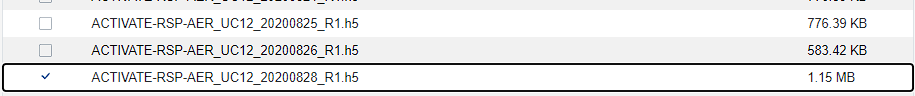 ACTIVATE-RSP-AER_UC12_20200825_R1.h5 776.39 KB
ACTIVATE-RSP-AER_UC12_20200826_R1.h5 583.42 KB
ACTIVATE-RSP-AER_UC12_20200828_R1.h5 1.15 MB